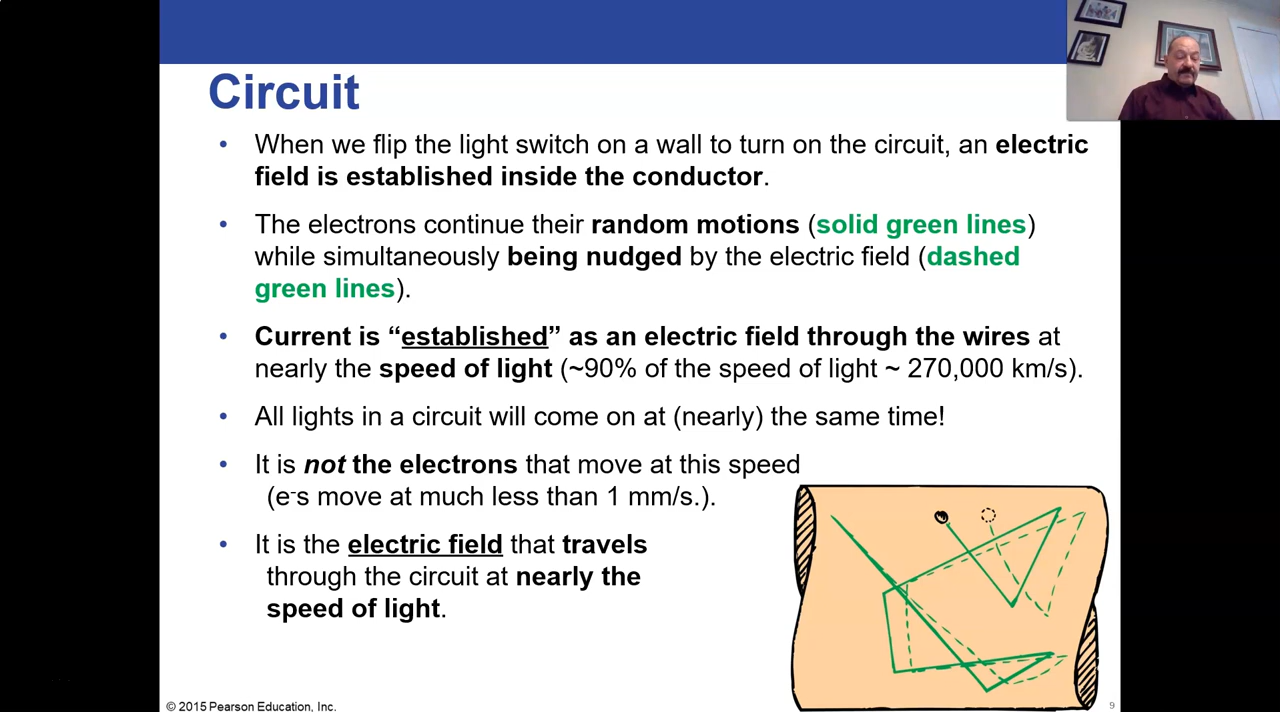 Circuit
• When we flip the light switch on a wall to turn on the circuit, an electric
field is established inside the conductor.
• The electrons continue their random motions (solid green lines)
while simultaneously being nudged by the electric field (dashed
green lines).
• Current is “established” as an electric field through the wires at
nearly the speed of light (~90% of the speed of light ~ 270,000 km/s).
• All lights in a circuit will come on at (nearly) the same time!
• It is not the electrons that move at this speed
(e⁻s move at much less than 1 mm/s.).
• It is the electric field that travels
through the circuit at nearly the
speed of light.
© 2015 Pearson Education, Inc.
9